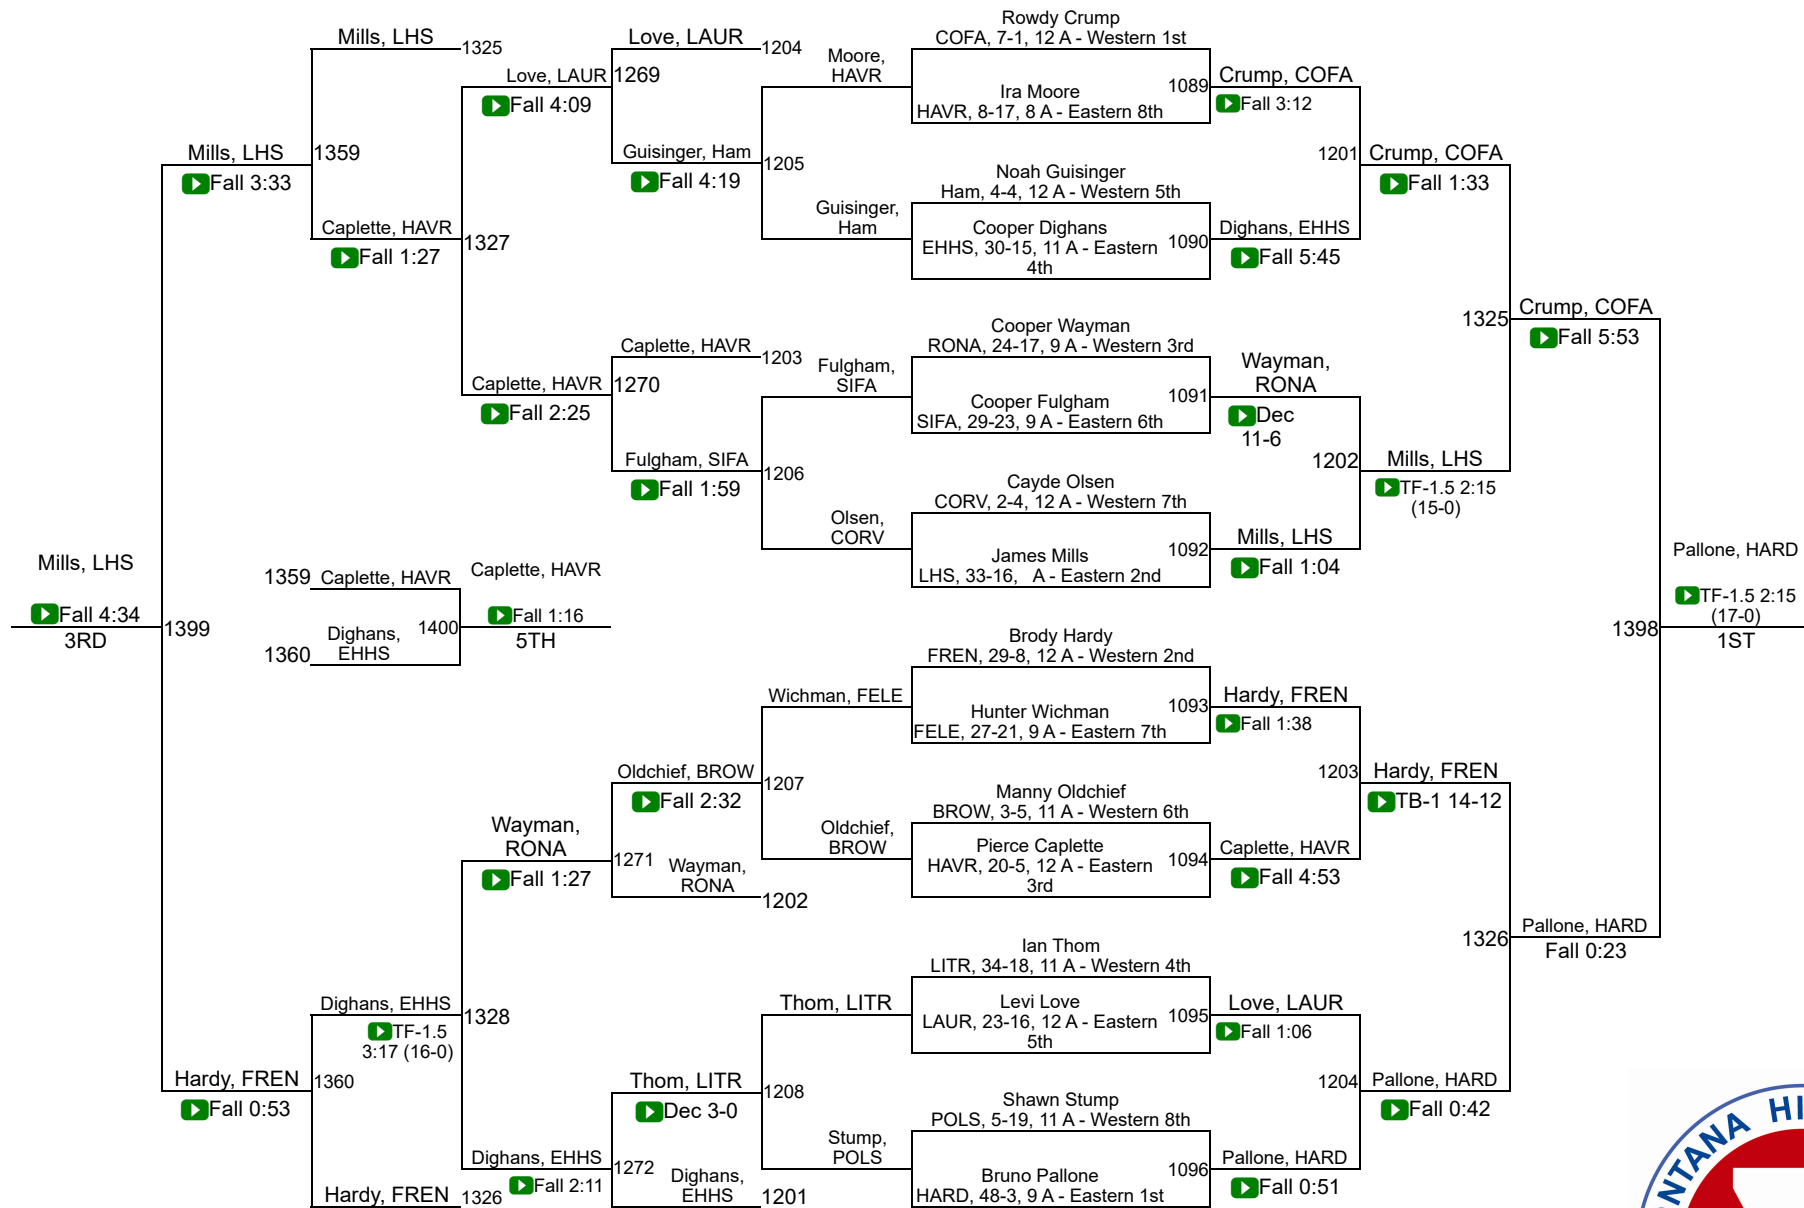 Rowdy Crump
COFA, 7-1, 12 A - Western 1st
Mills, LHS
1325
Love, LAUR
1204
Moore,
HAVR
Love, LAUR
1269
Fall 4:09
Ira Moore
HAVR, 8-17, 8 A - Eastern 8th
1089
Crump, COFA
Fall 3:12
Mills, LHS
Fall 3:33
1359
Guisinger, Ham
Fall 4:19
1205
Noah Guisinger
Ham, 4-4, 12 A - Western 5th
1201
Crump, COFA
Fall 1:33
Caplette, HAVR
Fall 1:27
1327
Guisinger,
Ham
Cooper Dighans
EHHS, 30-15, 11 A - Eastern
4th
1090
Dighans, EHHS
Fall 5:45
Cooper Wayman
RONA, 24-17, 9 A - Western 3rd
1325
Crump, COFA
Fall 5:53
Caplette, HAVR
1203
Fulgham,
SIFA
Wayman,
RONA
Caplette, HAVR
Fall 2:25
1270
Cooper Fulgham
SIFA, 29-23, 9 A - Eastern 6th
1091
Dec
11-6
Fulgham, SIFA
Fall 1:59
1206
Cayde Olsen
CORV, 2-4, 12 A - Western 7th
1202
Mills, LHS
TF-1.5 2:15
(15-0)
Olsen,
CORV
James Mills
LHS, 33-16, A - Eastern 2nd
1092
Mills, LHS
Fall 1:04
Mills, LHS
Fall 4:34
3RD
1399
1359
Caplette, HAVR
Dighans,
EHHS
1360
1400
Caplette, HAVR
Fall 1:16
5TH
1398
Pallone, HARD
TF-1.5 2:15
(17-0)
1ST
Brody Hardy
FREN, 29-8, 12 A - Western 2nd
Wichman, FELE
Hunter Wichman
FELE, 27-21, 9 A - Eastern 7th
1093
Hardy, FREN
Fall 1:38
Oldchief, BROW
Fall 2:32
1207
Manny Oldchief
BROW, 3-5, 11 A - Western 6th
1203
Hardy, FREN
TB-1 14-12
Wayman,
RONA
Fall 1:27
1271
Wayman,
RONA
1202
Oldchief,
BROW
Pierce Caplette
HAVR, 20-5, 12 A - Eastern
3rd
1094
Caplette, HAVR
Fall 4:53
Ian Thom
LITR, 34-18, 11 A - Western 4th
1326
Pallone, HARD
Fall 0:23
Dighans, EHHS
TF-1.5
3:17 (16-0)
1328
Thom, LITR
Levi Love
LAUR, 23-16, 12 A - Eastern
5th
1095
Love, LAUR
Fall 1:06
Hardy, FREN
Fall 0:53
1360
Thom, LITR
Dec 3-0
1208
Shawn Stump
POLS, 5-19, 11 A - Western 8th
1204
Pallone, HARD
Fall 0:42
Dighans, EHHS
Fall 2:11
1272
Dighans,
EHHS
1201
Stump,
POLS
Bruno Pallone
HARD, 48-3, 9 A - Eastern 1st
1096
Pallone, HARD
Fall 0:51
Hardy, FREN
1326
NTANA HI